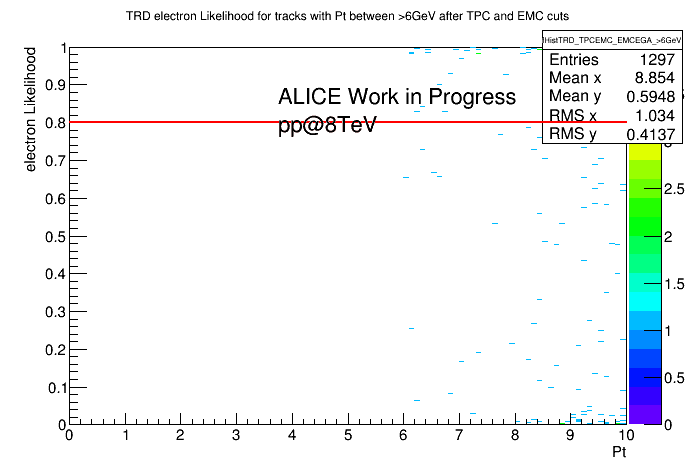 TRD electron Likelihood for tracks with Pt between >6GeV after TPC and EMC cuts
HistTRD_TPCEMC_EMCEGA_>6GeV
Entries 1297
Mean x 8.854
Mean y 0.5948
RMS x 1.034
RMS y 0.4137
ALICE Work in Progress
pp@8TeV
electron Likelihood
1
0.9
0.8
0.7
0.6
0.5
0.4
0.3
0.2
0.1
0
0 1 2 3 4 5 6 7 8 9 10
Pt
2.5
2
1.5
1
0.5
0